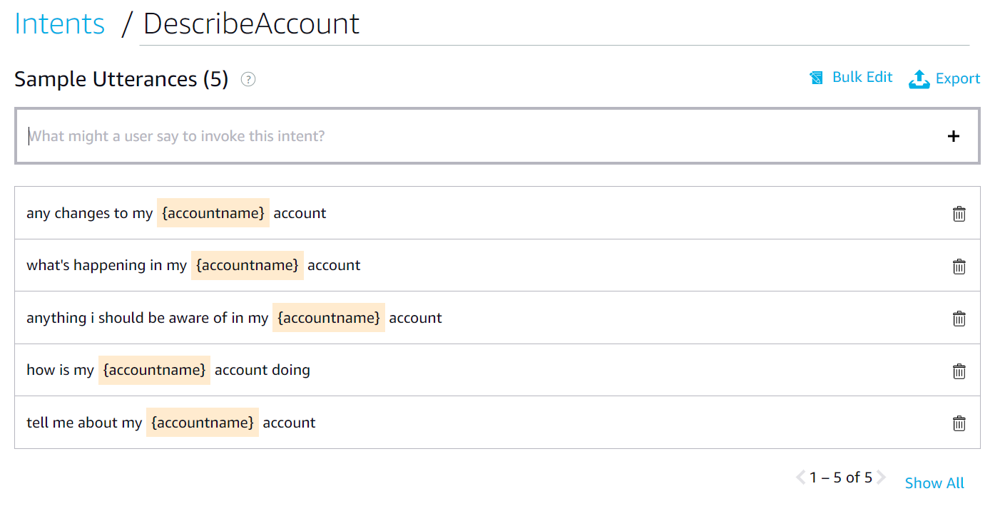 Intents / DescribeAccount
Sample Utterances (5) ?
Bulk Edit Export
What might a user say to invoke this intent? +
any changes to my {accountname} account
what's happening in my {accountname} account
anything i should be aware of in my {accountname} account
how is my {accountname} account doing
tell me about my {accountname} account
1 – 5 of 5 Show All